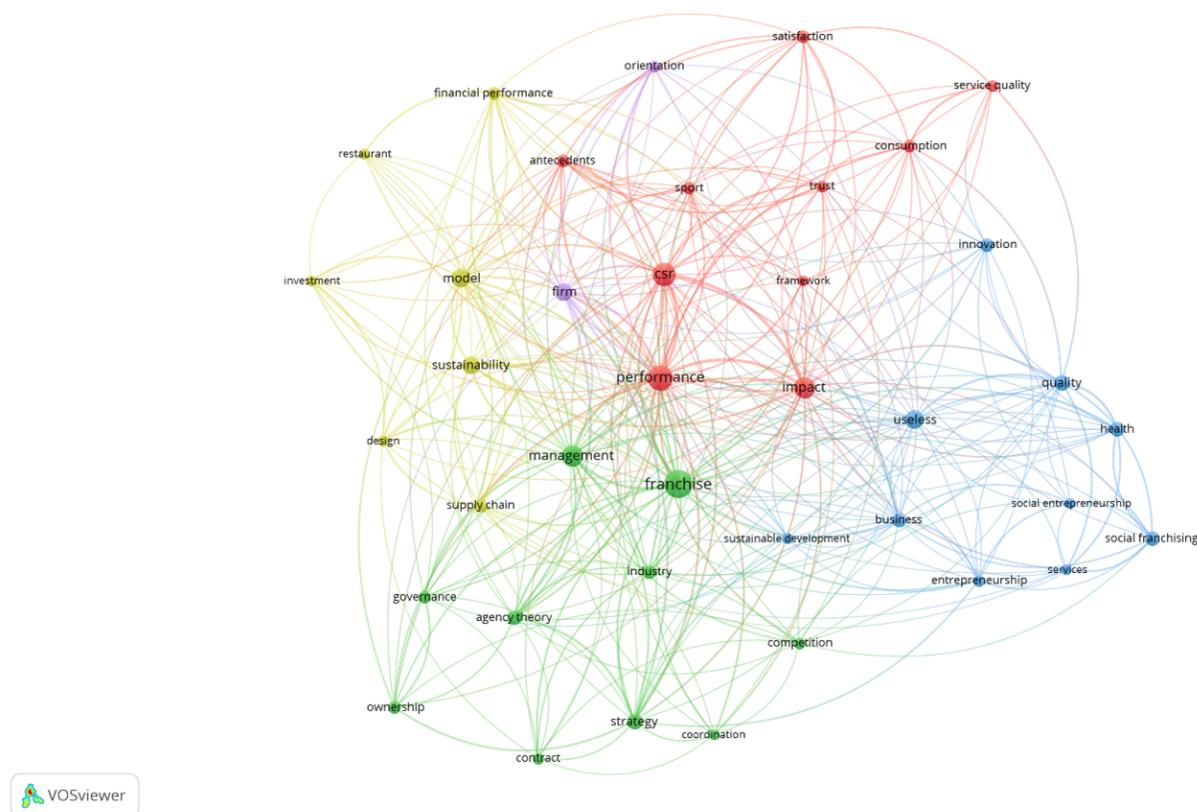 satisfaction
orientation
service quality
financial performance
consumption
restaurant
antecedents
sport
trust
innovation
csr
model
investment
firm
framework
sustainability
performance
impact
quality
useless
health
design
management
franchise
supply chain
social entrepreneurship
business
sustainable development
social franchising
industry
services
entrepreneurship
governance
agency theory
competition
ownership
strategy
coordination
contract
VOSviewer